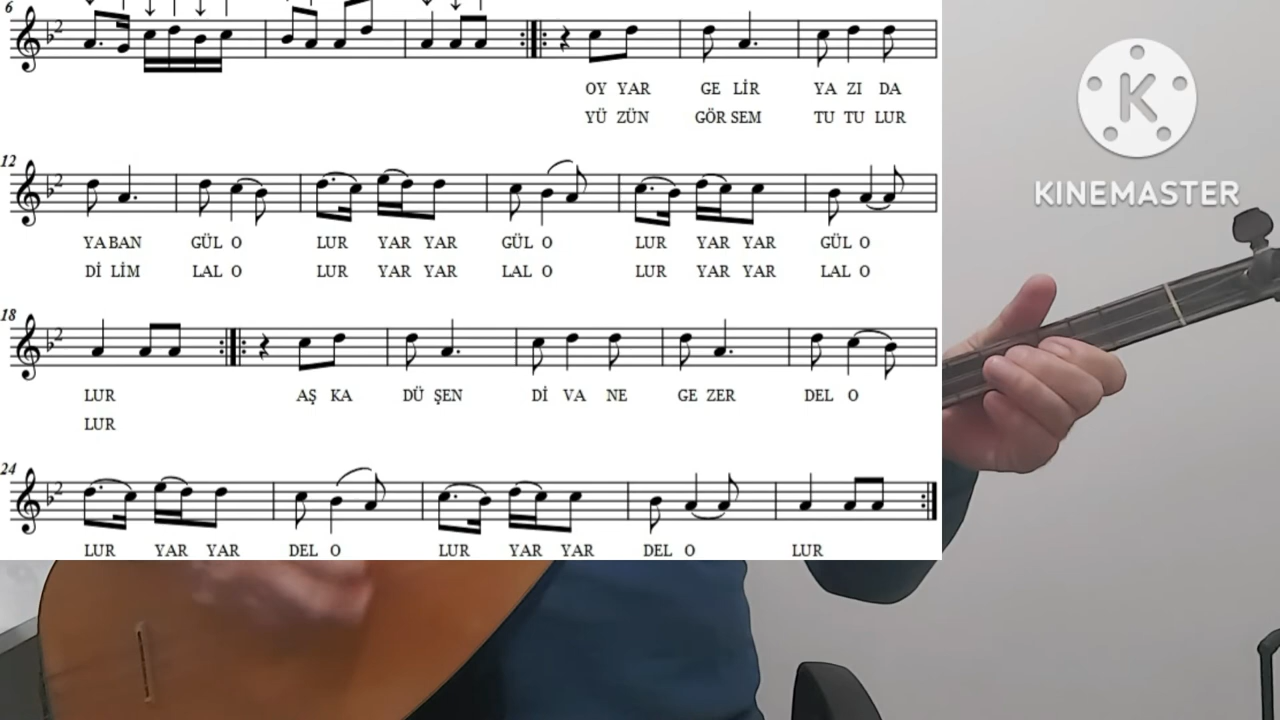 6
OY YAR GE LİR YA ZI DA
YÜ ZÜN GÖR SEM TU TU LUR
12
YA BAN GÜL O LUR YAR YAR GÜL O LUR YAR YAR GÜL O
Dİ LİM LAL O LUR YAR YAR LAL O LUR YAR YAR LAL O
18
LUR AŞ KA DÜ ŞEN Dİ VA NE GE ZER DEL O
LUR
24
LUR YAR YAR DEL O LUR YAR YAR DEL O LUR
K
KINEMASTER